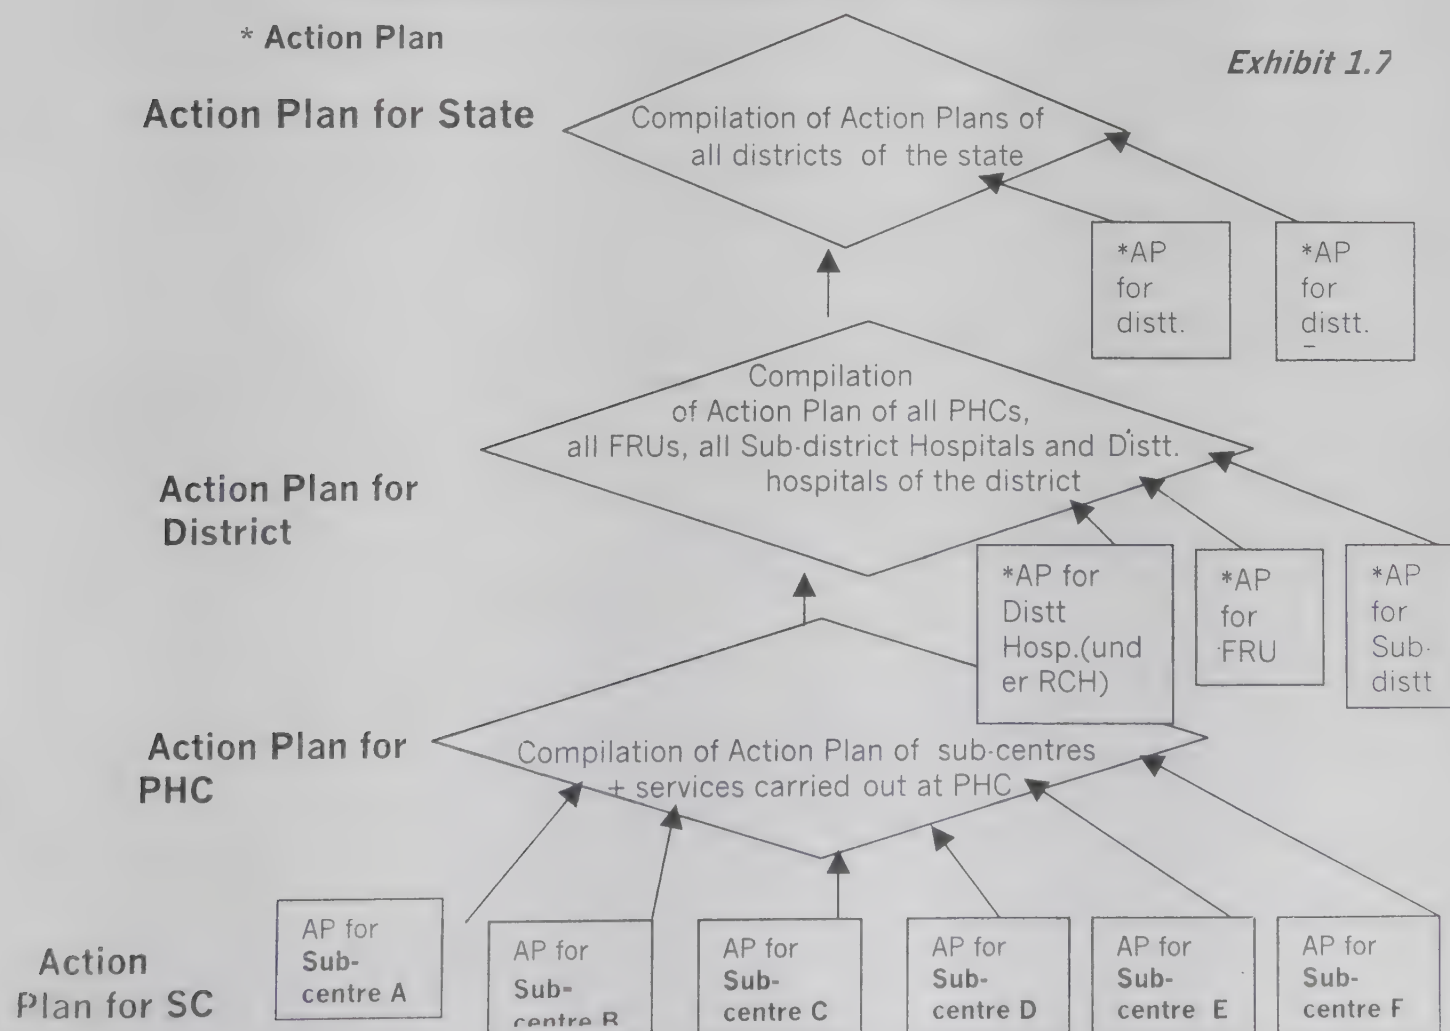 * Action Plan
Exhibit 1.7
Action Plan for State
Compilation of Action Plans of
all districts of the state
*AP
for
distt.
*AP
for
distt.
Compilation
of Action Plan of all PHCs,
all FRUs, all Sub-district Hospitals and Distt.
hospitals of the district
Action Plan for
District
*AP for
Distt
Hosp.(und
er RCH)
*AP
for
FRU
*AP
for
Sub-
distt
Action Plan for
PHC
Compilation of Action Plan of sub-centres
+ services carried out at PHC
Action
Plan for SC
AP for
Sub-
centre A
AP for
Sub-
centre B
AP for
Sub-
centre C
AP for
Sub-
centre D
AP for
Sub-
centre E
AP for
Sub-
centre F